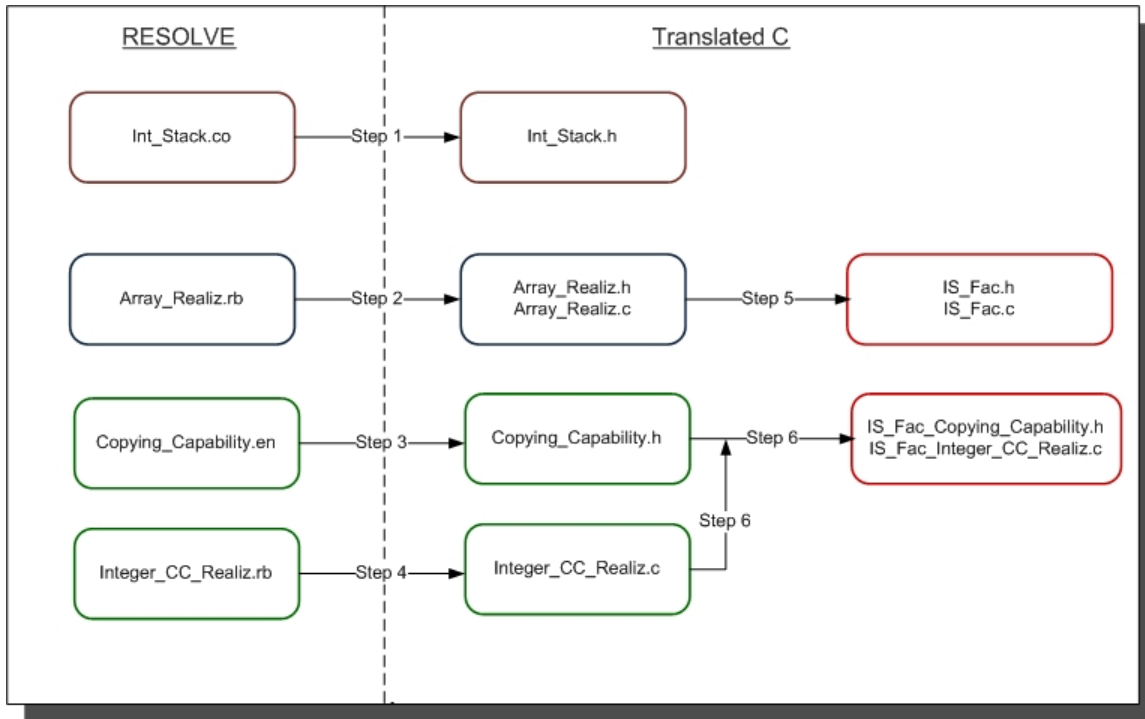 RESOLVE
Translated C
Int_Stack.co
Step 1
Int_Stack.h
Array_Realiz.rb
Step 2
Array_Realiz.h
Array_Realiz.c
Step 5
IS_Fac.h
IS_Fac.c
Copying_Capability.en
Step 3
Copying_Capability.h
Step 6
IS_Fac_Copying_Capability.h
IS_Fac_Integer_CC_Realiz.c
Step 6
Integer_CC_Realiz.rb
Step 4
Integer_CC_Realiz.c